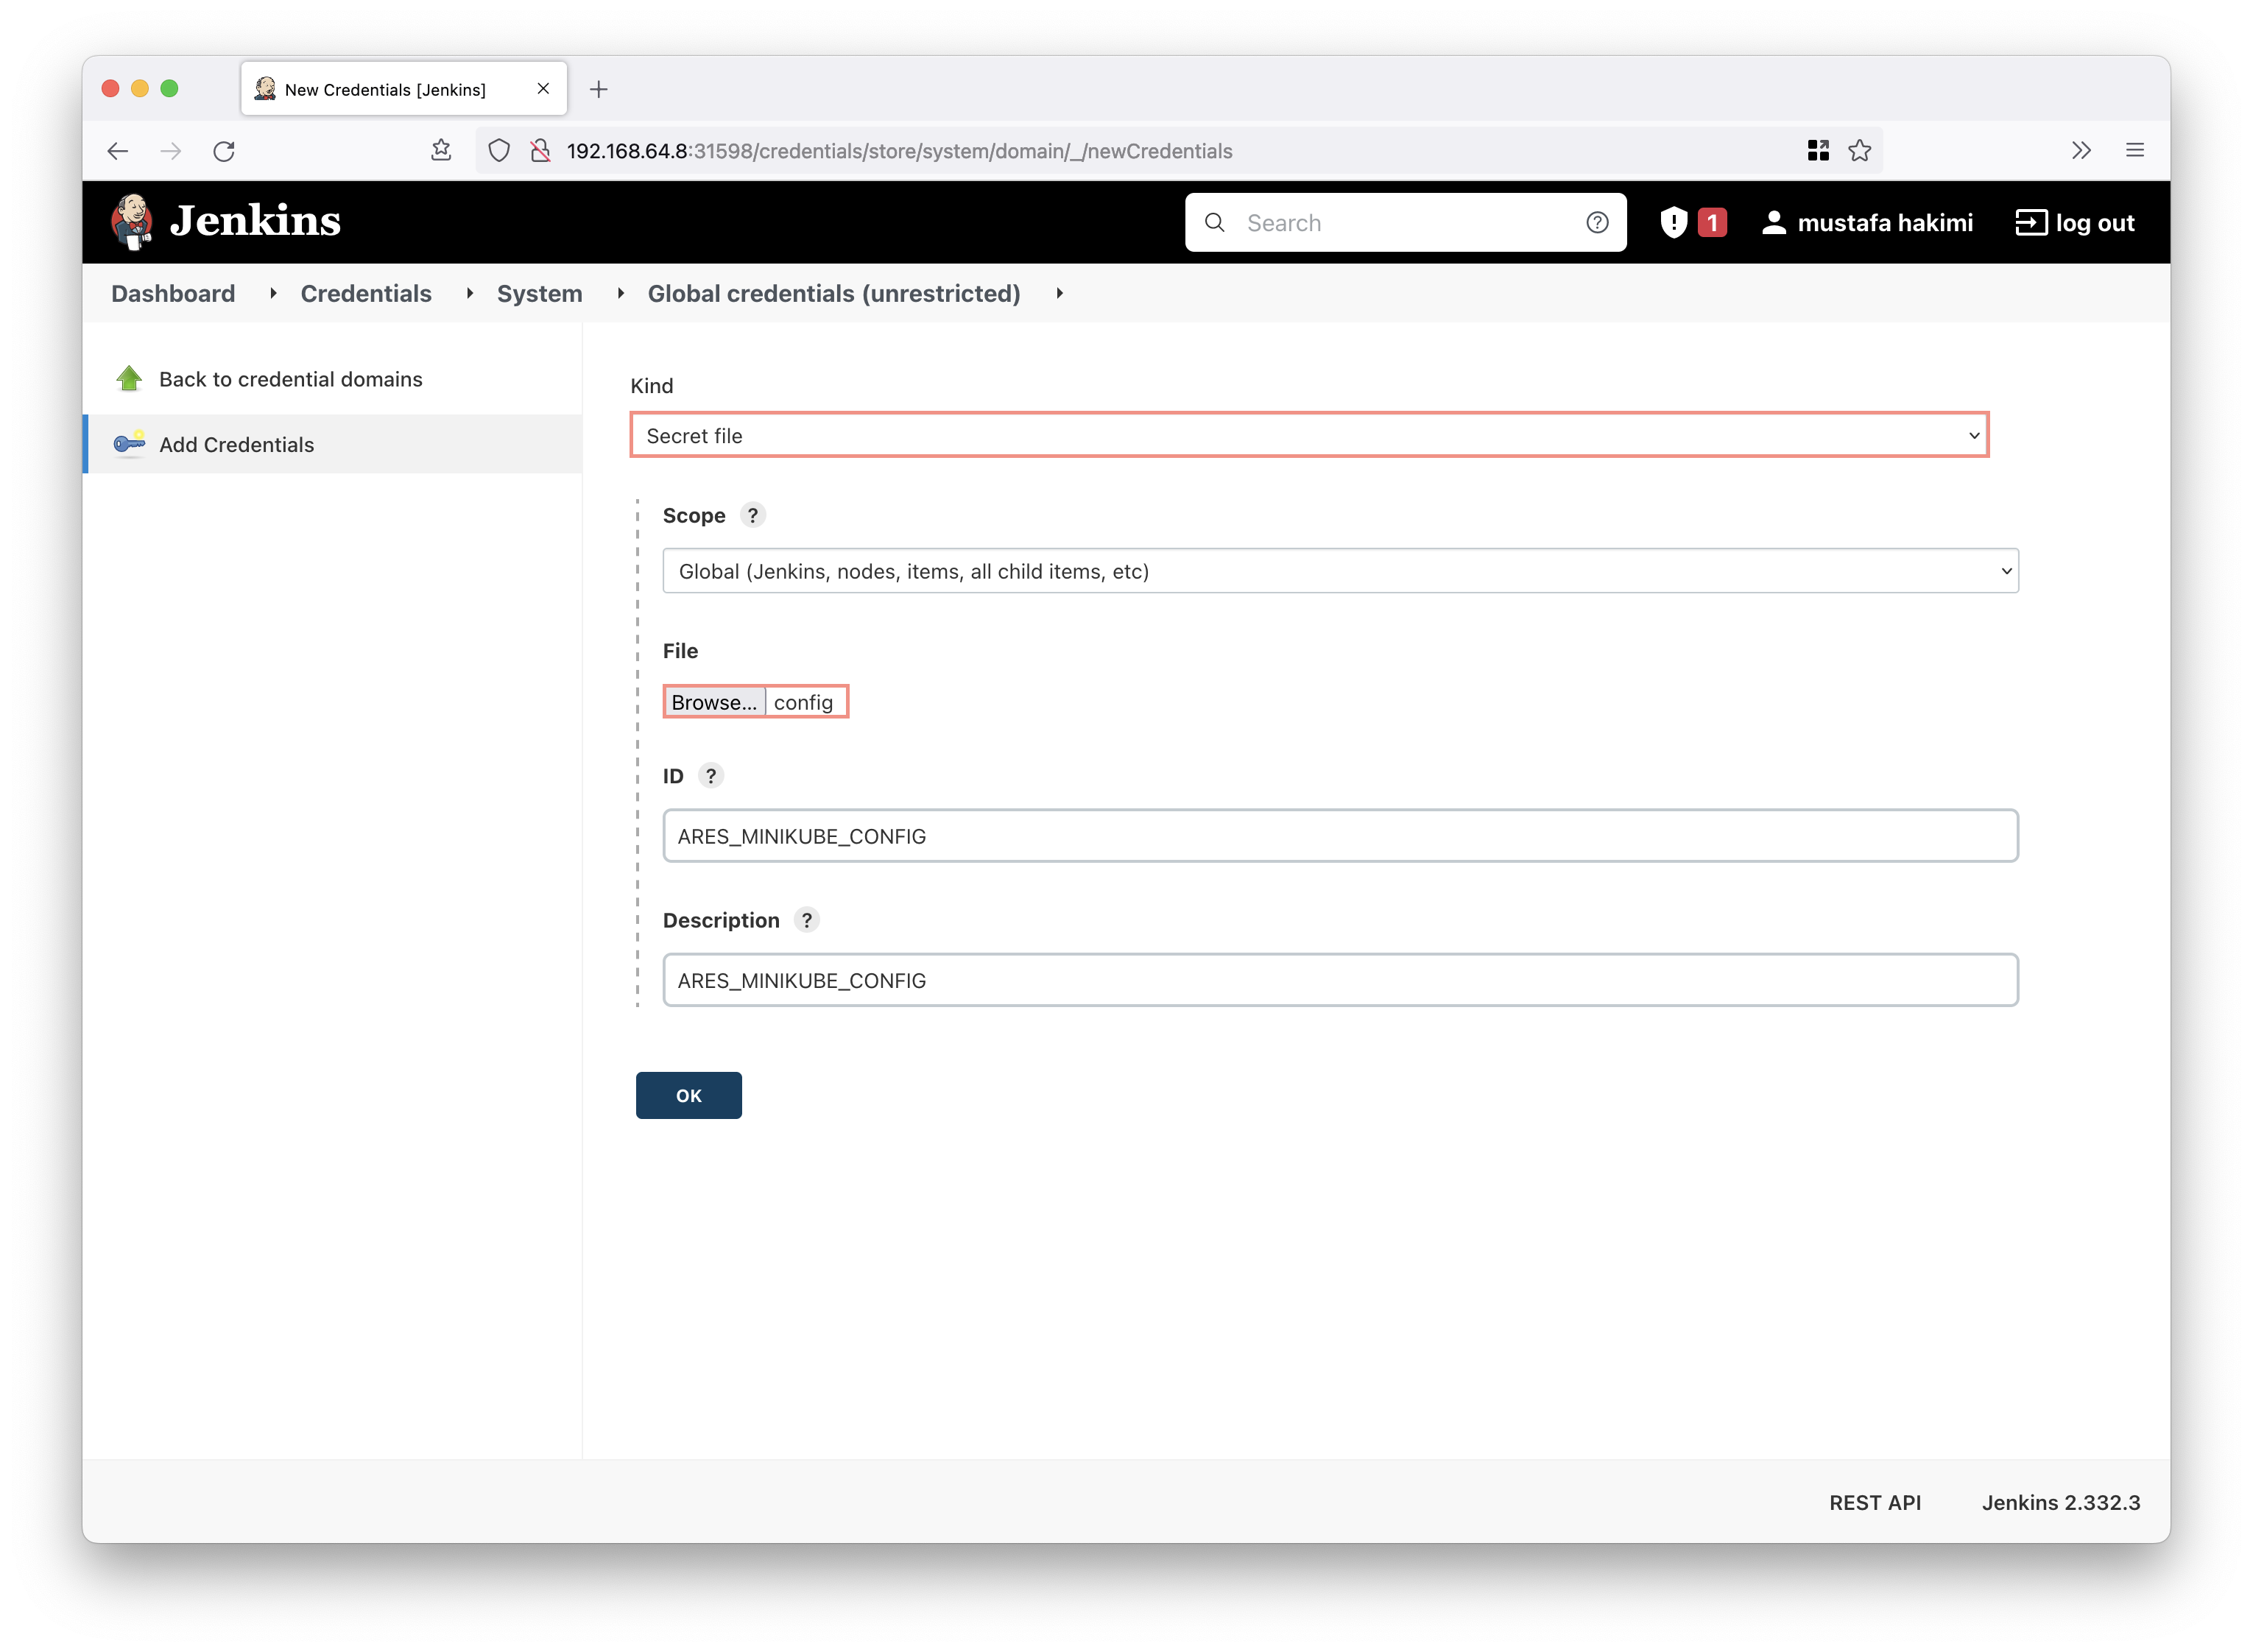 New Credentials [Jenkins]
192.168.64.8:31598/credentials/store/system/domain/_/newCredentials
Jenkins
Search
1
mustafa hakimi
log out
Dashboard
Credentials
System
Global credentials (unrestricted)
Back to credential domains
Add Credentials
Kind
Secret file
Scope ?
Global (Jenkins, nodes, items, all child items, etc)
File
Browse... config
ID ?
ARES_MINIKUBE_CONFIG
Description ?
ARES_MINIKUBE_CONFIG
OK
REST API
Jenkins 2.332.3